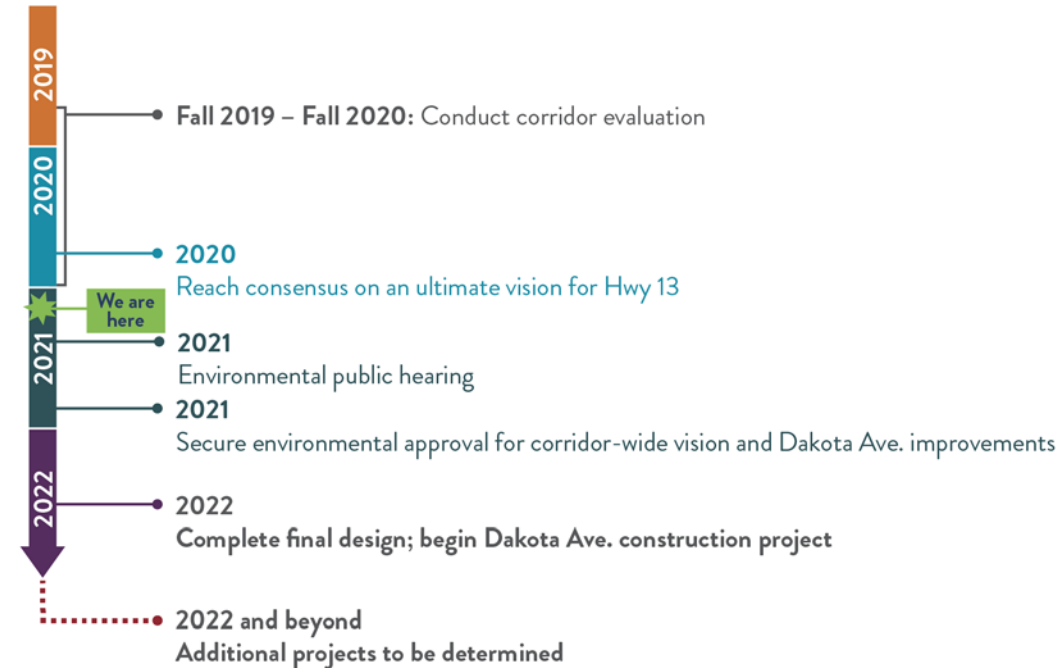 2019
Fall 2019 – Fall 2020: Conduct corridor evaluation
2020
2020
Reach consensus on an ultimate vision for Hwy 13
We are
here
2021
2021
Environmental public hearing
2021
Secure environmental approval for corridor-wide vision and Dakota Ave. improvements
2022
2022
Complete final design; begin Dakota Ave. construction project
2022 and beyond
Additional projects to be determined